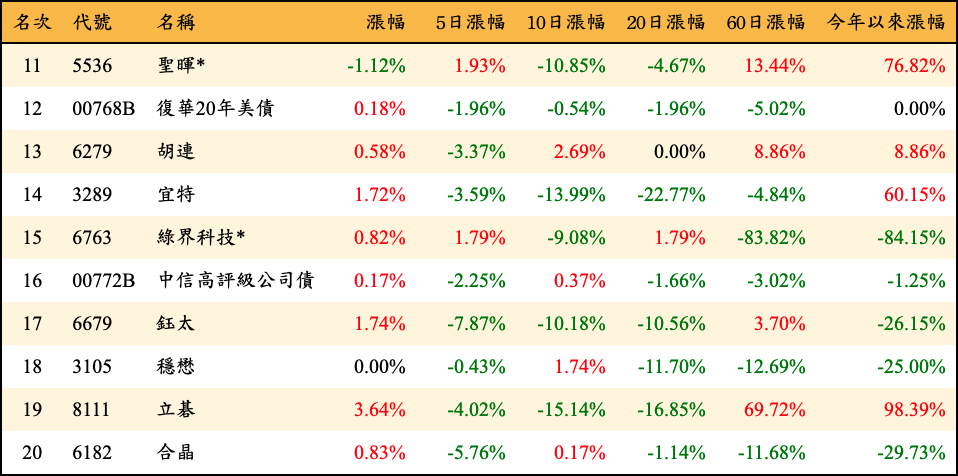 名次 代號 名稱 漲幅 5日漲幅 10日漲幅 20日漲幅 60日漲幅 今年以來漲幅
11 5536 聖暉* -1.12% 1.93% -10.85% -4.67% 13.44% 76.82%
12 00768B 復華20年美債 0.18% -1.96% -0.54% -1.96% -5.02% 0.00%
13 6279 胡連 0.58% -3.37% 2.69% 0.00% 8.86% 8.86%
14 3289 宜特 1.72% -3.59% -13.99% -22.77% -4.84% 60.15%
15 6763 綠界科技* 0.82% 1.79% -9.08% 1.79% -83.82% -84.15%
16 00772B 中信高評級公司債 0.17% -2.25% 0.37% -1.66% -3.02% -1.25%
17 6679 鈺太 1.74% -7.87% -10.18% -10.56% 3.70% -26.15%
18 3105 穩懋 0.00% -0.43% 1.74% -11.70% -12.69% -25.00%
19 8111 立碁 3.64% -4.02% -15.14% -16.85% 69.72% 98.39%
20 6182 合晶 0.83% -5.76% 0.17% -1.14% -11.68% -29.73%